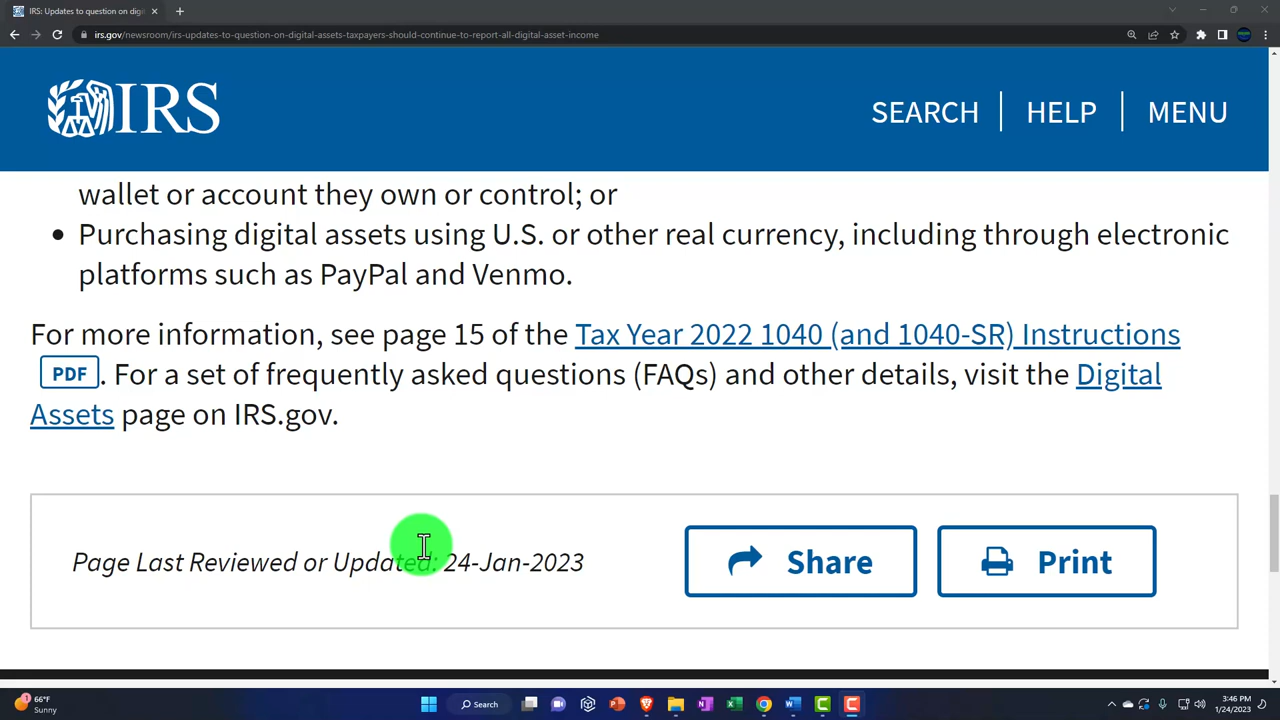 IRS: Updates to question on digi
irs.gov/newsroom/irs-updates-to-question-on-digital-assets-taxpayers-should-continue-to-report-all-digital-asset-income
IRS
SEARCH
HELP
MENU
wallet or account they own or control; or
• Purchasing digital assets using U.S. or other real currency, including through electronic
platforms such as PayPal and Venmo.
For more information, see page 15 of the Tax Year 2022 1040 (and 1040-SR) Instructions
PDF. For a set of frequently asked questions (FAQs) and other details, visit the Digital
Assets page on IRS.gov.
Page Last Reviewed or Updated: 24-Jan-2023
Share
Print
1
66°F
Sunny
Search
3:46 PM
1/24/2023